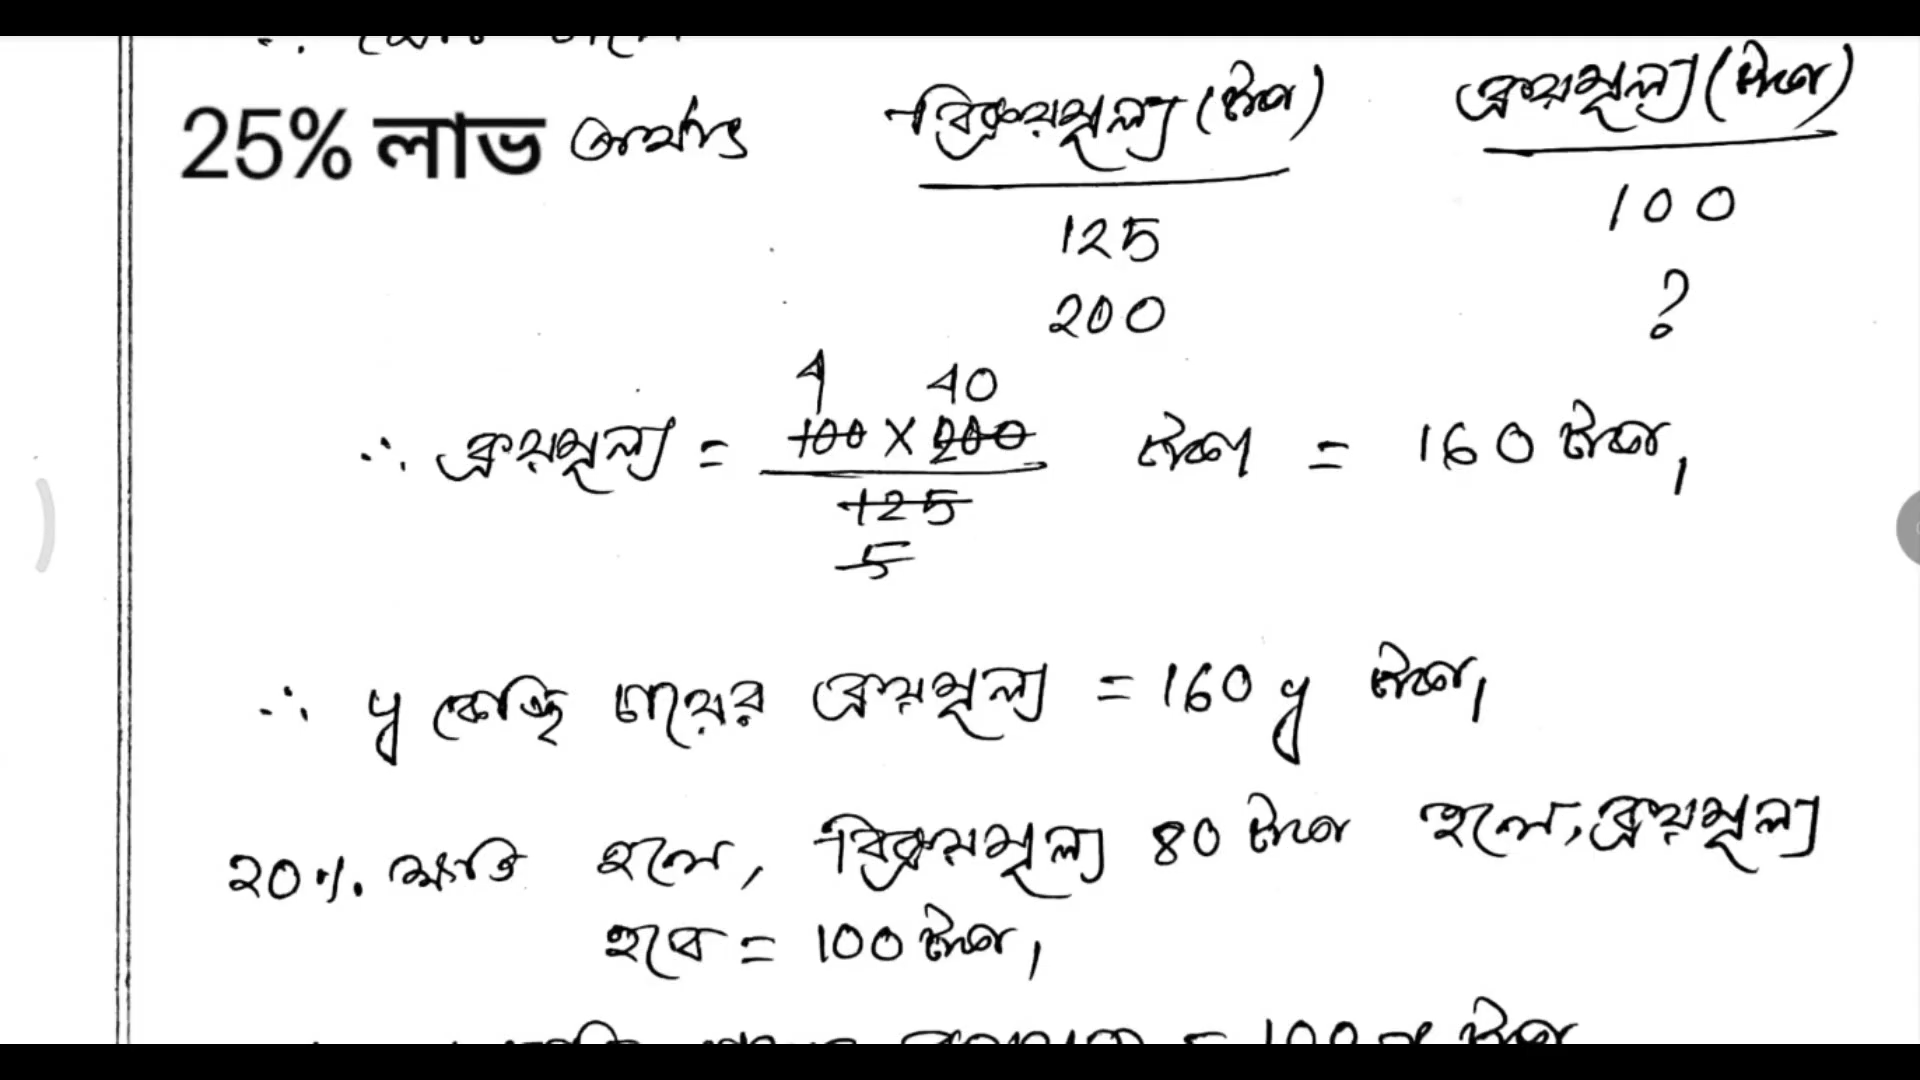 25% লাভ অর্থাৎ বিক্রয়মূল্য (টাকা) ক্রয়মূল্য (টাকা)
125 100
200 ?
4 40
∴ ক্রয়মূল্য = 100 X 200 টাকা = 160 টাকা,
125
5
∴ y কেজি চায়ের ক্রয়মূল্য = 160 y টাকা,
20%. ক্ষতি হলে, বিক্রয়মূল্য 80 টাকা হলে, ক্রয়মূল্য
হবে = 100 টাকা,